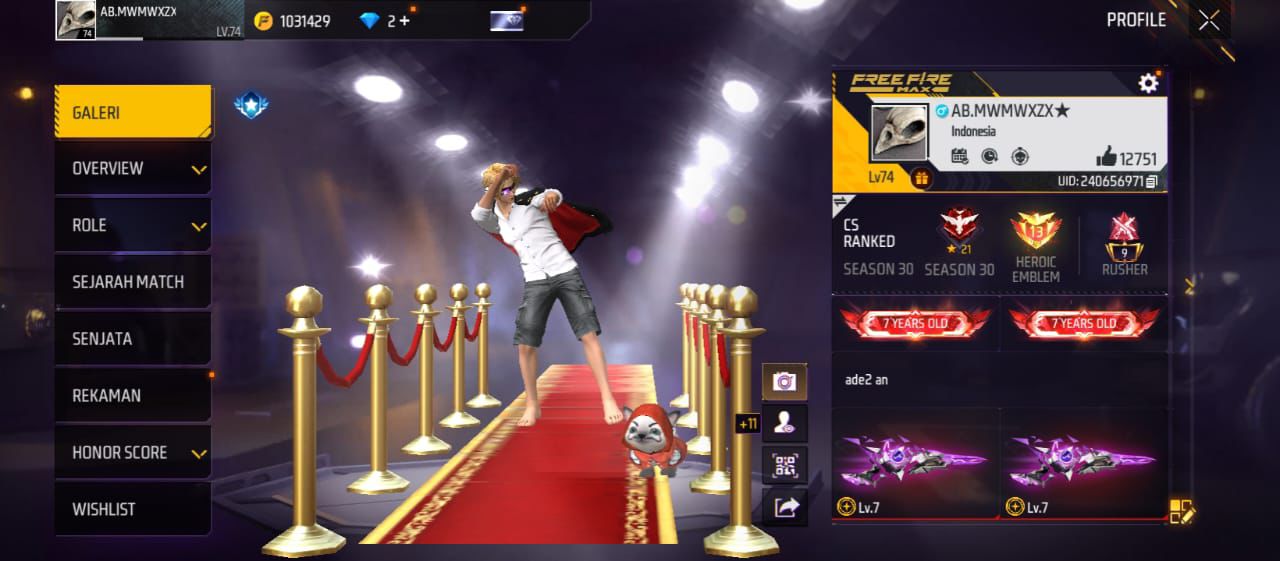 AB.MWMWXZX
74
LV.74
1031429
2 +
PROFILE
GALERI
OVERVIEW
ROLE
SEJARAH MATCH
SENJATA
REKAMAN
HONOR SCORE
WISHLIST
+11
FREE FIRE
MAX
AB.MWMWXZX★
Indonesia
12751
Lv74
UID:240656971
CS
RANKED
SEASON 30
★ 21
SEASON 30
13
HEROIC
EMBLEM
9
RUSHER
7 YEARS OLD
7 YEARS OLD
ade2 an
Lv.7
Lv.7